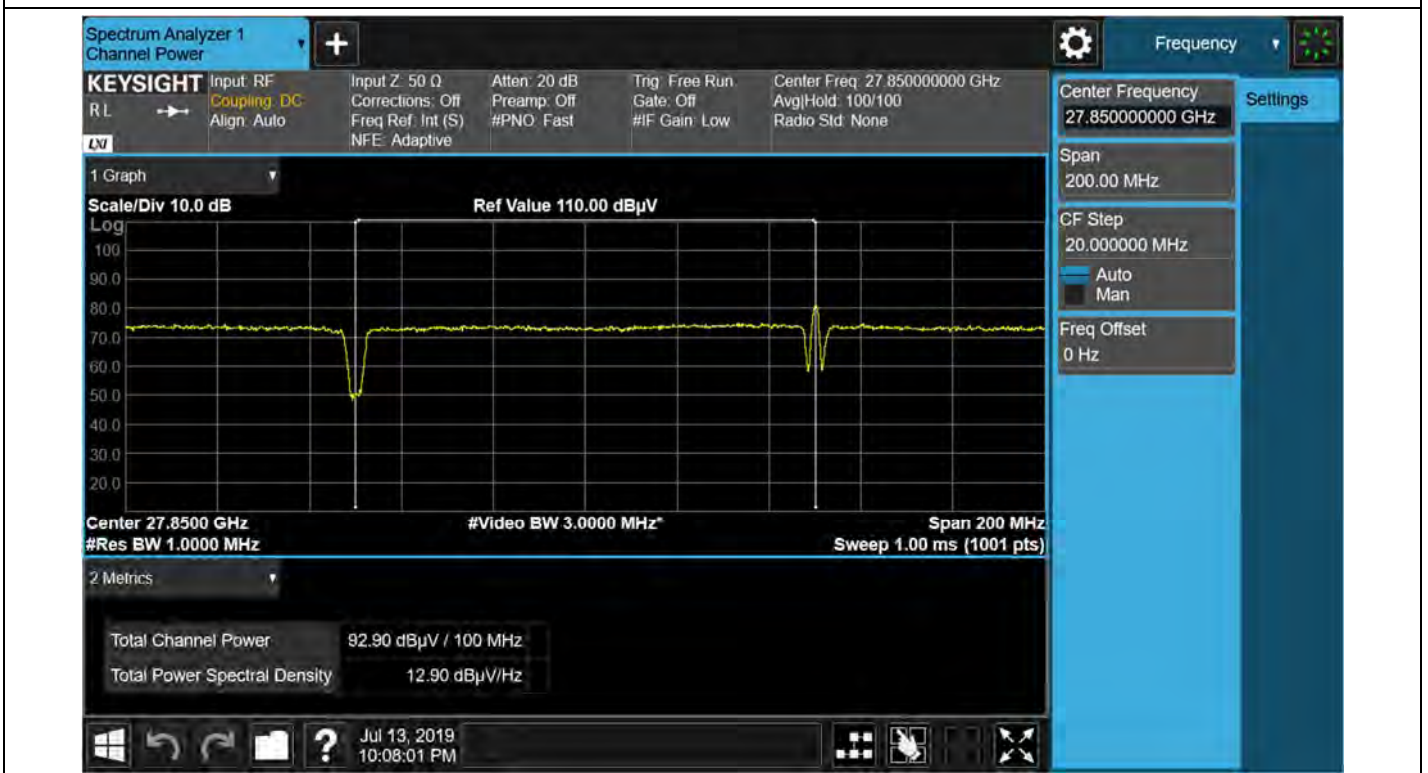 Spectrum Analyzer 1
Channel Power
+
Frequency
KEYSIGHT
RL
LXI
Input: RF
Coupling: DC
Align: Auto
Input Z: 50 Ω
Corrections: Off
Freq Ref: Int (S)
NFE: Adaptive
Atten: 20 dB
Preamp: Off
#PNO: Fast
Trig: Free Run
Gate: Off
#IF Gain: Low
Center Freq: 27.850000000 GHz
Avg|Hold: 100/100
Radio Std: None
1 Graph
Scale/Div 10.0 dB
Ref Value 110.00 dBµV
Log
100
90.0
80.0
70.0
60.0
50.0
40.0
30.0
20.0
Center 27.8500 GHz
#Video BW 3.0000 MHz*
Span 200 MHz
#Res BW 1.0000 MHz
Sweep 1.00 ms (1001 pts)
2 Metrics
Total Channel Power 92.90 dBµV / 100 MHz
Total Power Spectral Density 12.90 dBµV/Hz
?
Jul 13, 2019
10:08:01 PM
Center Frequency
27.850000000 GHz
Settings
Span
200.00 MHz
CF Step
20.000000 MHz
Auto
Man
Freq Offset
0 Hz